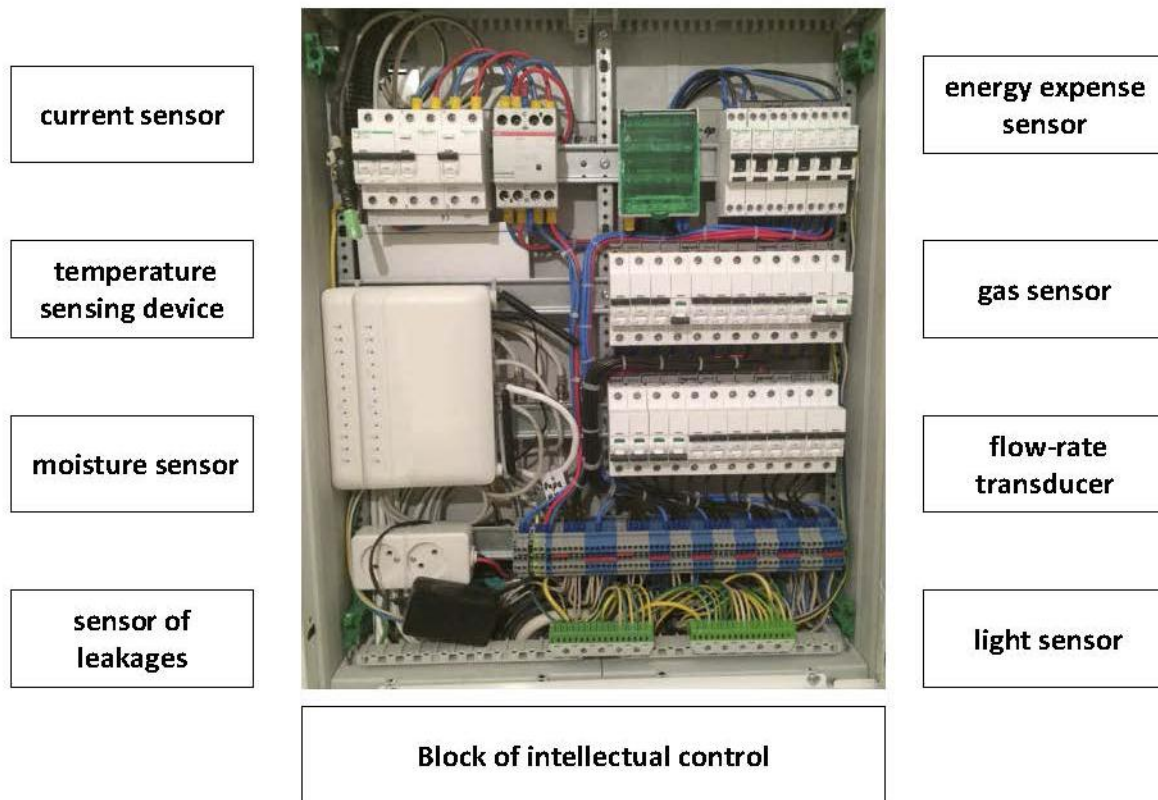 current sensor
temperature
sensing device
moisture sensor
sensor of
leakages
energy expense
sensor
gas sensor
flow-rate
transducer
light sensor
Block of intellectual control